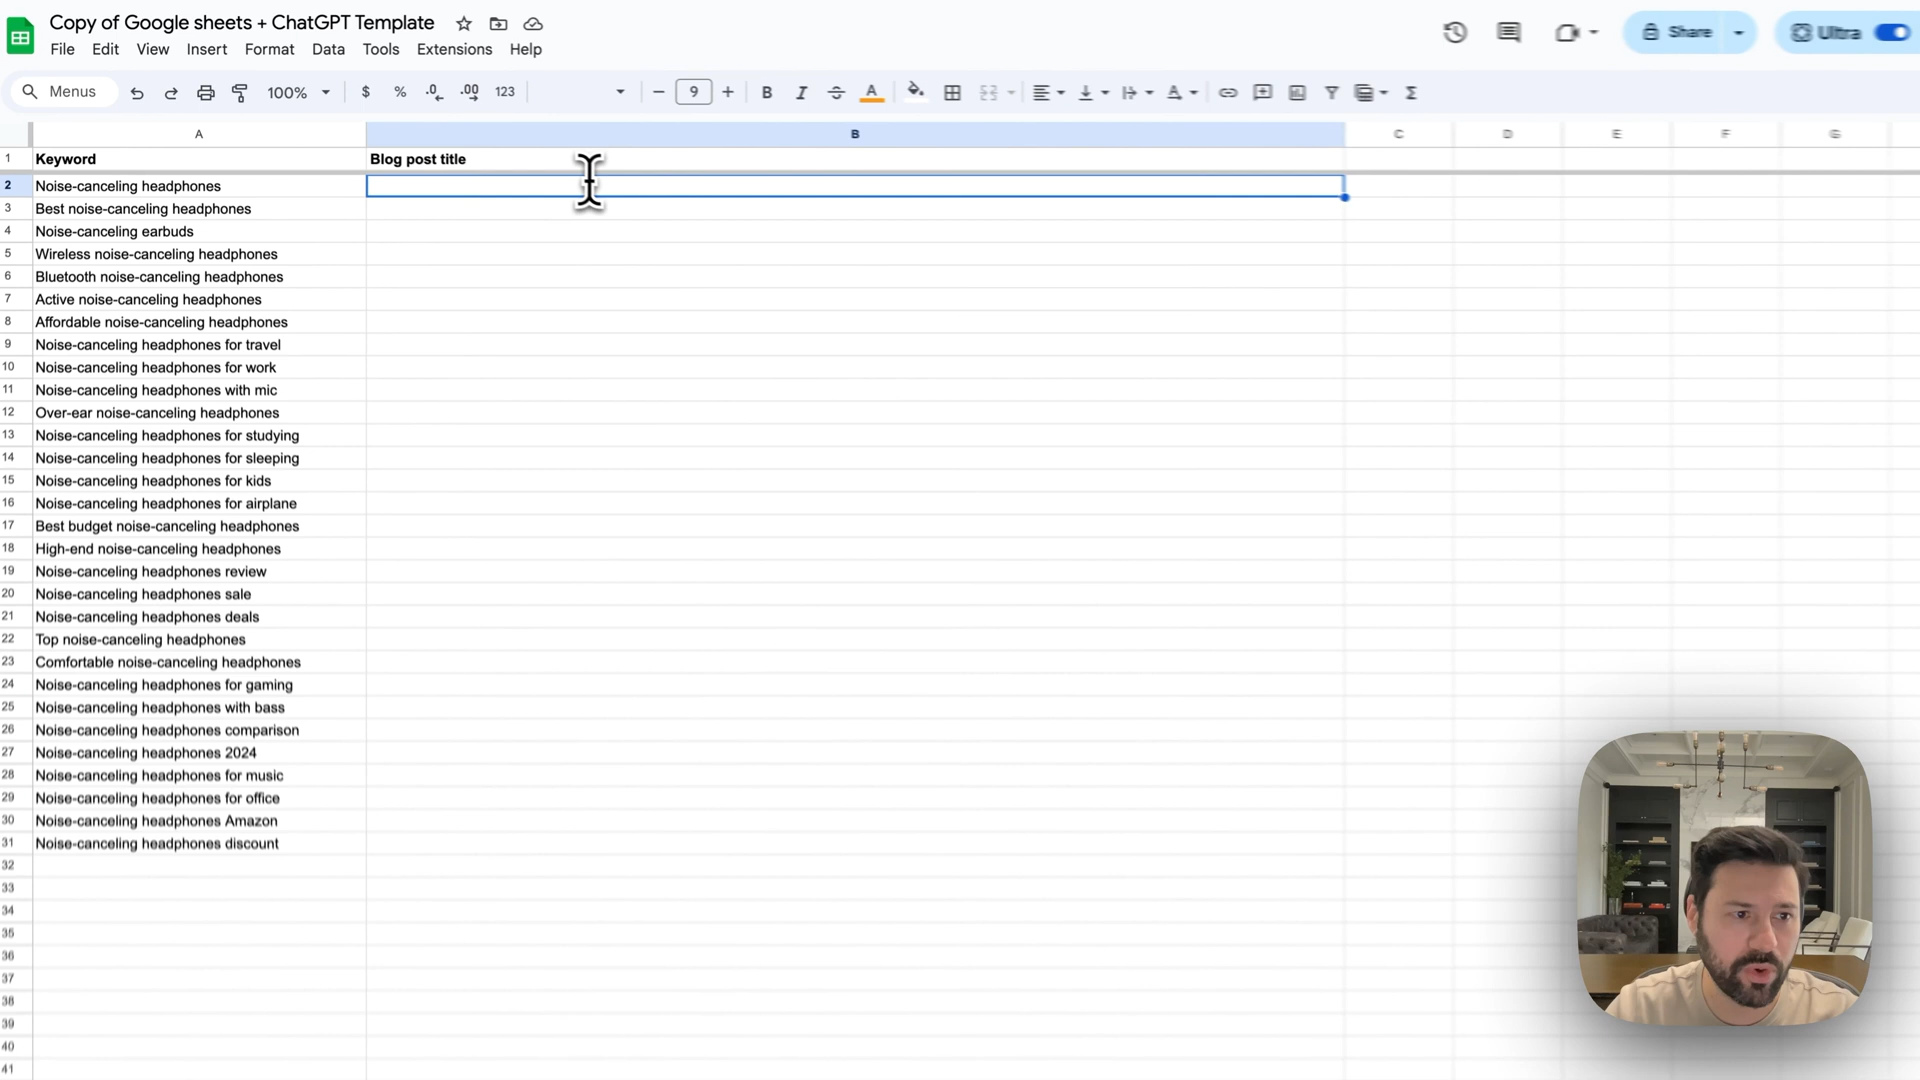 Copy of Google sheets + ChatGPT Template
File Edit View Insert Format Data Tools Extensions Help
Share
Ultra
Menus 100% $ % .0 .00 123 9 B I A A Σ
A B C D E F G
1 Keyword Blog post title
2 Noise-canceling headphones
3 Best noise-canceling headphones
4 Noise-canceling earbuds
5 Wireless noise-canceling headphones
6 Bluetooth noise-canceling headphones
7 Active noise-canceling headphones
8 Affordable noise-canceling headphones
9 Noise-canceling headphones for travel
10 Noise-canceling headphones for work
11 Noise-canceling headphones with mic
12 Over-ear noise-canceling headphones
13 Noise-canceling headphones for studying
14 Noise-canceling headphones for sleeping
15 Noise-canceling headphones for kids
16 Noise-canceling headphones for airplane
17 Best budget noise-canceling headphones
18 High-end noise-canceling headphones
19 Noise-canceling headphones review
20 Noise-canceling headphones sale
21 Noise-canceling headphones deals
22 Top noise-canceling headphones
23 Comfortable noise-canceling headphones
24 Noise-canceling headphones for gaming
25 Noise-canceling headphones with bass
26 Noise-canceling headphones comparison
27 Noise-canceling headphones 2024
28 Noise-canceling headphones for music
29 Noise-canceling headphones for office
30 Noise-canceling headphones Amazon
31 Noise-canceling headphones discount
32
33
34
35
36
37
38
39
40
41